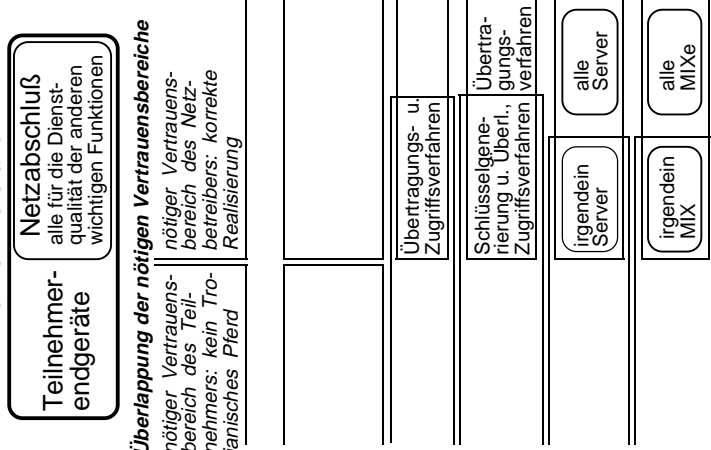 Teilnehmer-
endgeräte
Netzabschluß
alle für die Dienst-
qualität der anderen
wichtigen Funktionen
Überlappung der nötigen Vertrauensbereiche
nötiger Vertrauens-
bereich des Teil-
nehmers: kein Tro-
janisches Pferd
nötiger Vertrauens-
bereich des Netz-
betreibers: korrekte
Realisierung
Übertragungs- u.
Zugriffsverfahren
Schlüsselgene-
rierung u. Überl.,
Zugriffsverfahren
Übertra-
gungs-
verfahren
irgendein
Server
alle
Server
irgendein
MIX
alle
MIXe